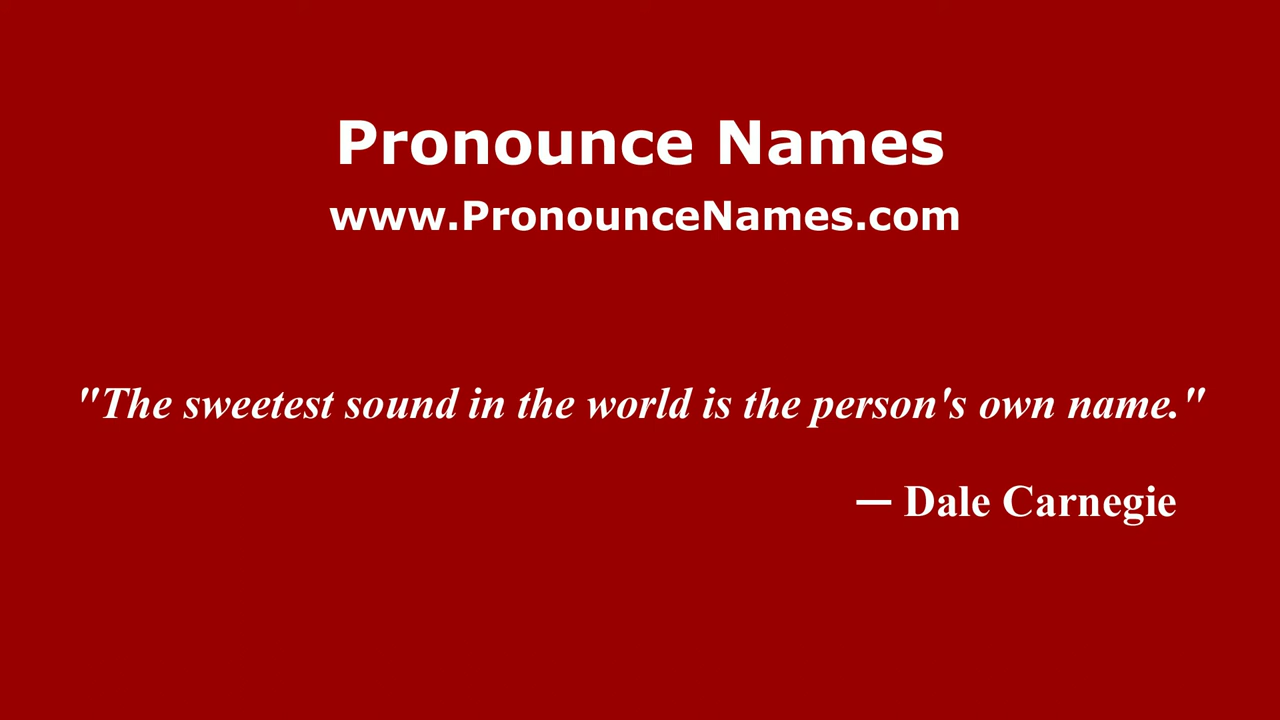 Pronounce Names
www.PronounceNames.com
"The sweetest sound in the world is the person's own name."
— Dale Carnegie